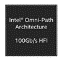 Intel® Omni-Path
Architecture
100Gb/s HFI